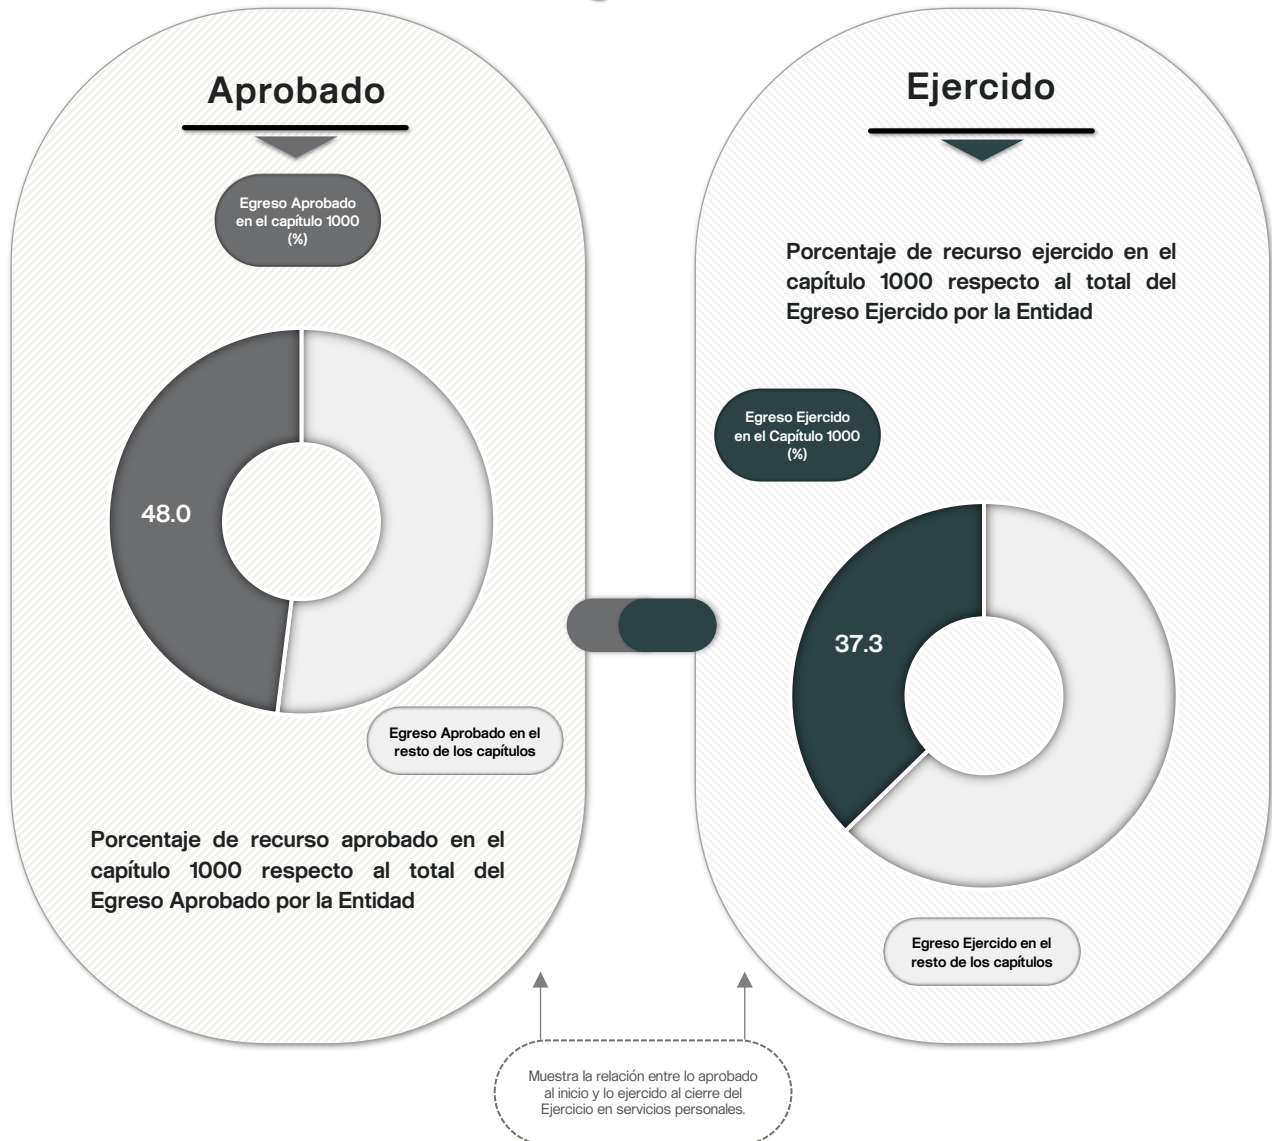 Aprobado
Egreso Aprobado
en el capítulo 1000
(%)
48.0
Egreso Aprobado en el
resto de los capítulos
Porcentaje de recurso aprobado en el
capítulo 1000 respecto al total del
Egreso Aprobado por la Entidad
Ejercido
Porcentaje de recurso ejercido en el
capítulo 1000 respecto al total del
Egreso Ejercido por la Entidad
Egreso Ejercido
en el Capítulo 1000
(%)
37.3
Egreso Ejercido en el
resto de los capítulos
Muestra la relación entre lo aprobado
al inicio y lo ejercido al cierre del
Ejercicio en servicios personales.